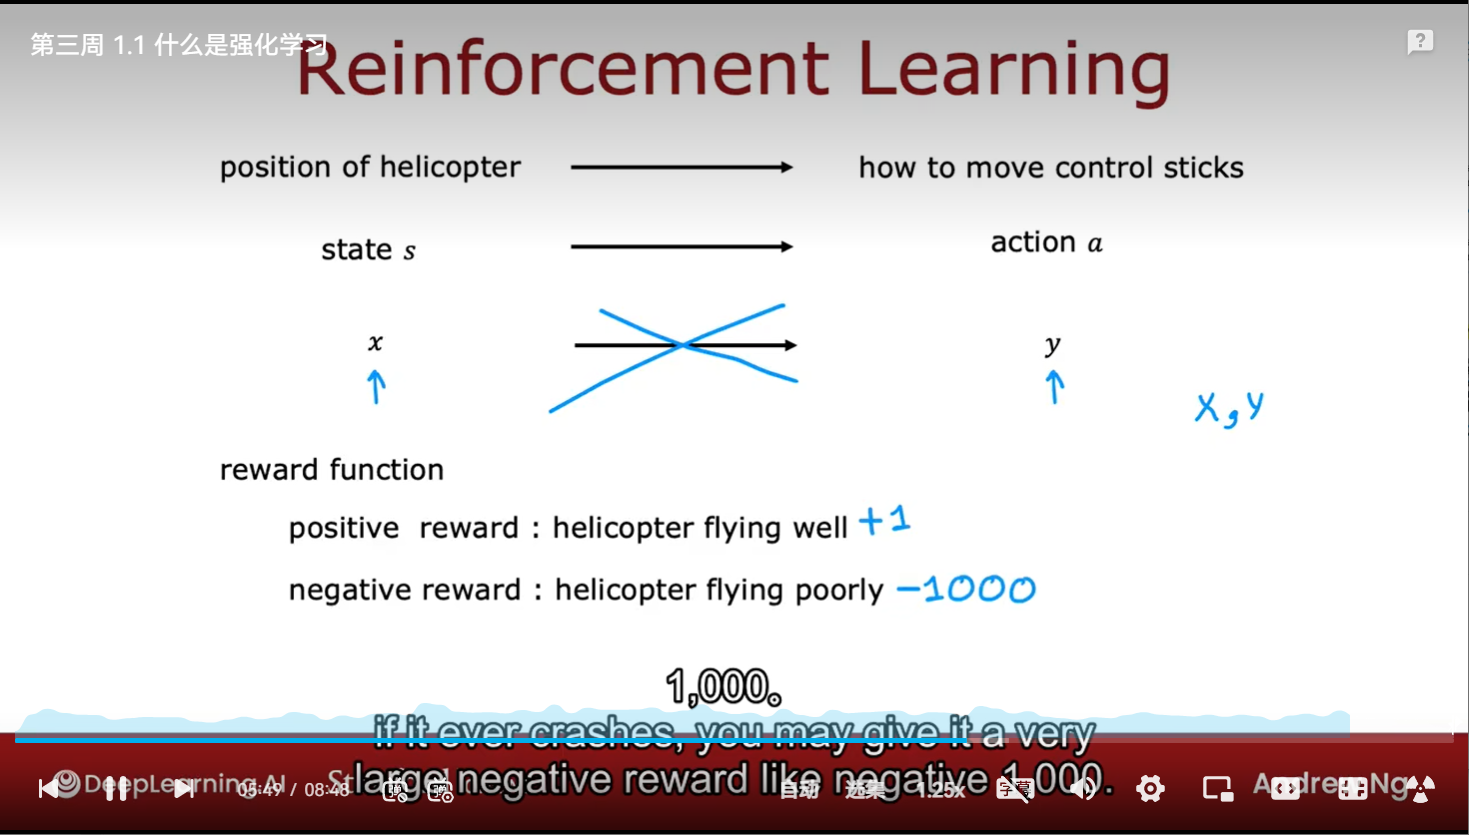 第三周 1.1 什么是强化学习
Reinforcement Learning
position of helicopter
how to move control sticks
state s
action a
x
y
X,Y
reward function
positive reward : helicopter flying well +1
negative reward : helicopter flying poorly -1000
1,000。
if it ever crashes, you may give it a very
large negative reward like negative 1,000.
DeepLearning.AI
05:49 / 08:48
自动
选集
1.25x
字幕
Andrew Ng